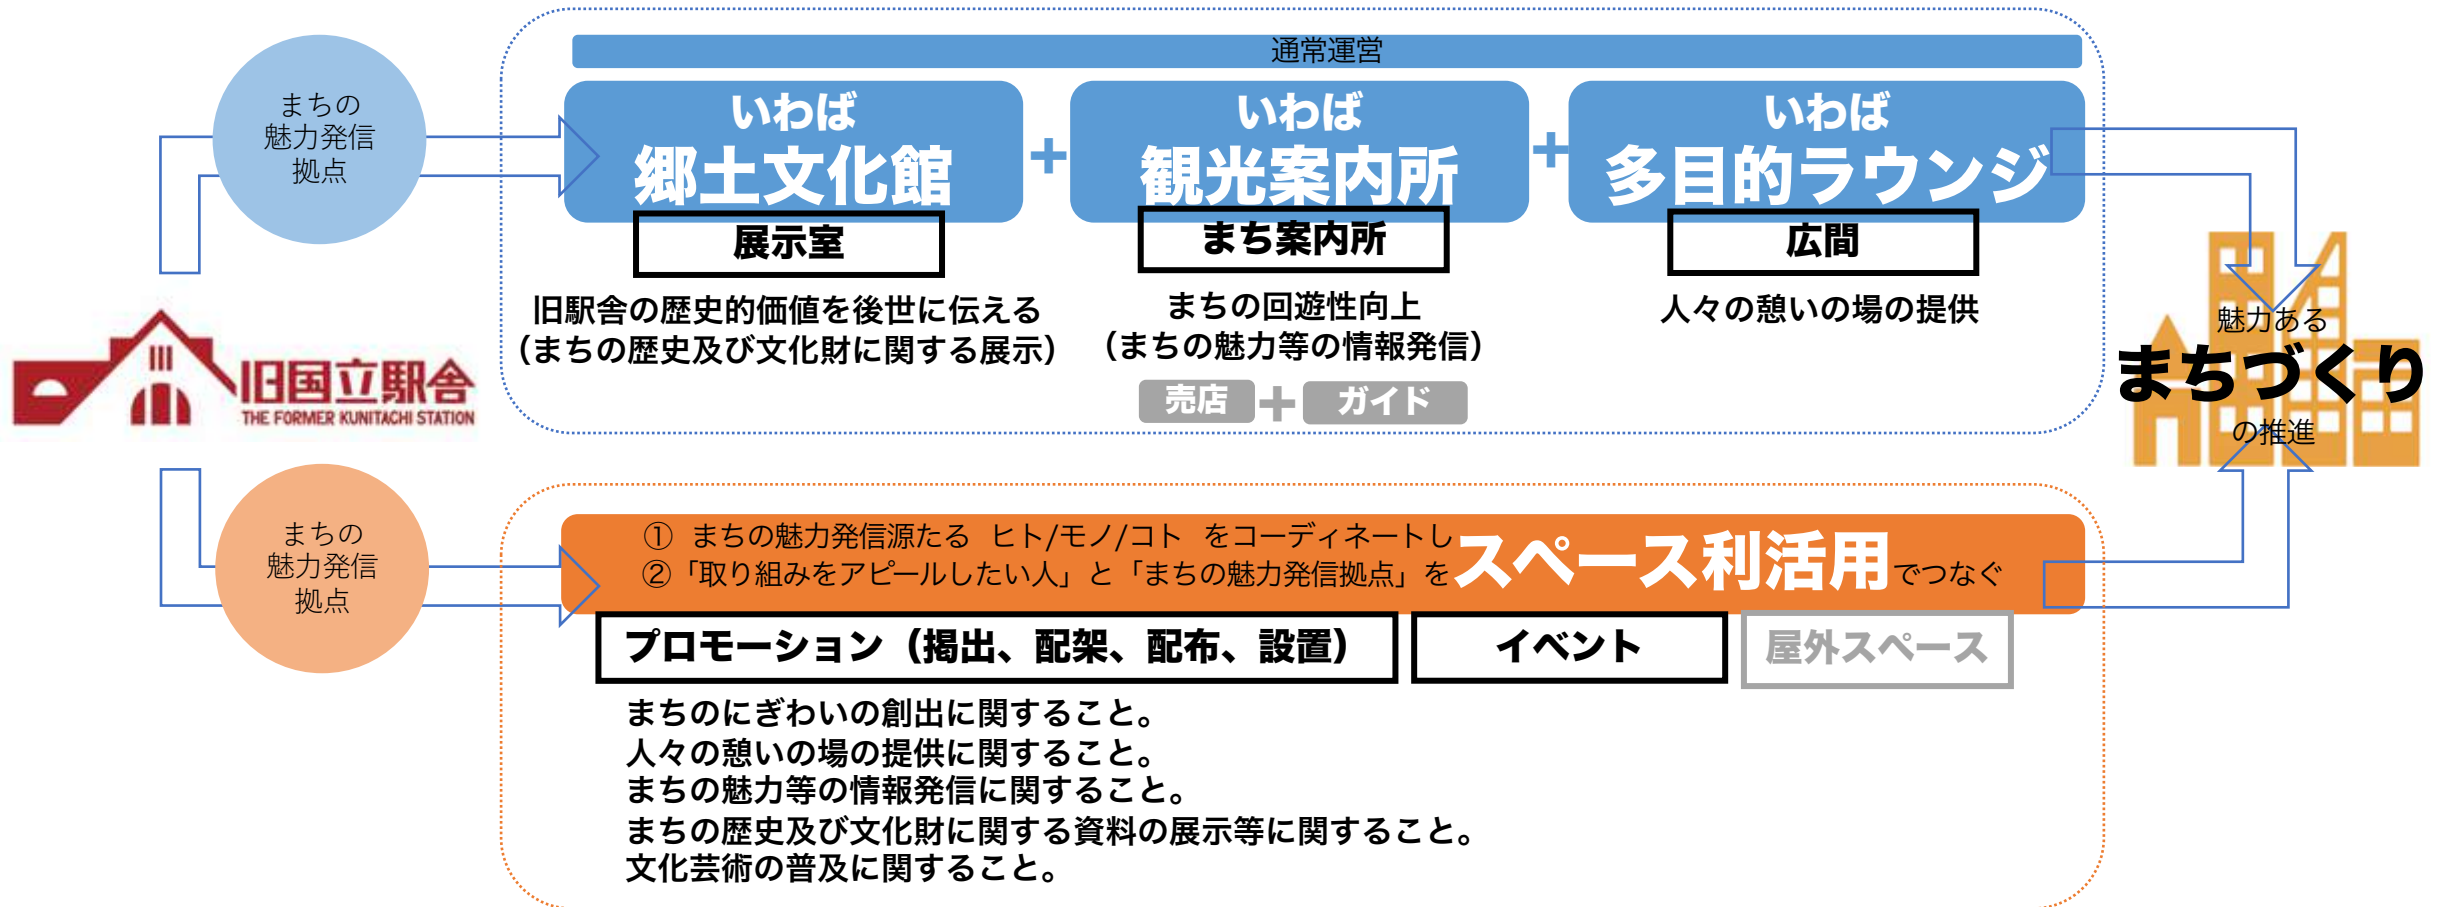 通常運営
まちの
魅力発信
拠点
いわば
郷土文化館
展示室
旧駅舎の歴史的価値を後世に伝える
（まちの歴史及び文化財に関する展示）
+
いわば
観光案内所
まち案内所
まちの回遊性向上
（まちの魅力等の情報発信）
売店 + ガイド
+
いわば
多目的ラウンジ
広間
人々の憩いの場の提供
旧国立駅舎
THE FORMER KUNITACHI STATION
魅力ある
まちづくり
の推進
まちの
魅力発信
拠点
① まちの魅力発信源たる ヒト/モノ/コト をコーディネートし
②「取り組みをアピールしたい人」と「まちの魅力発信拠点」を
スペース利活用でつなぐ
プロモーション（掲出、配架、配布、設置）
イベント
屋外スペース
まちのにぎわいの創出に関すること。
人々の憩いの場の提供に関すること。
まちの魅力等の情報発信に関すること。
まちの歴史及び文化財に関する資料の展示等に関すること。
文化芸術の普及に関すること。